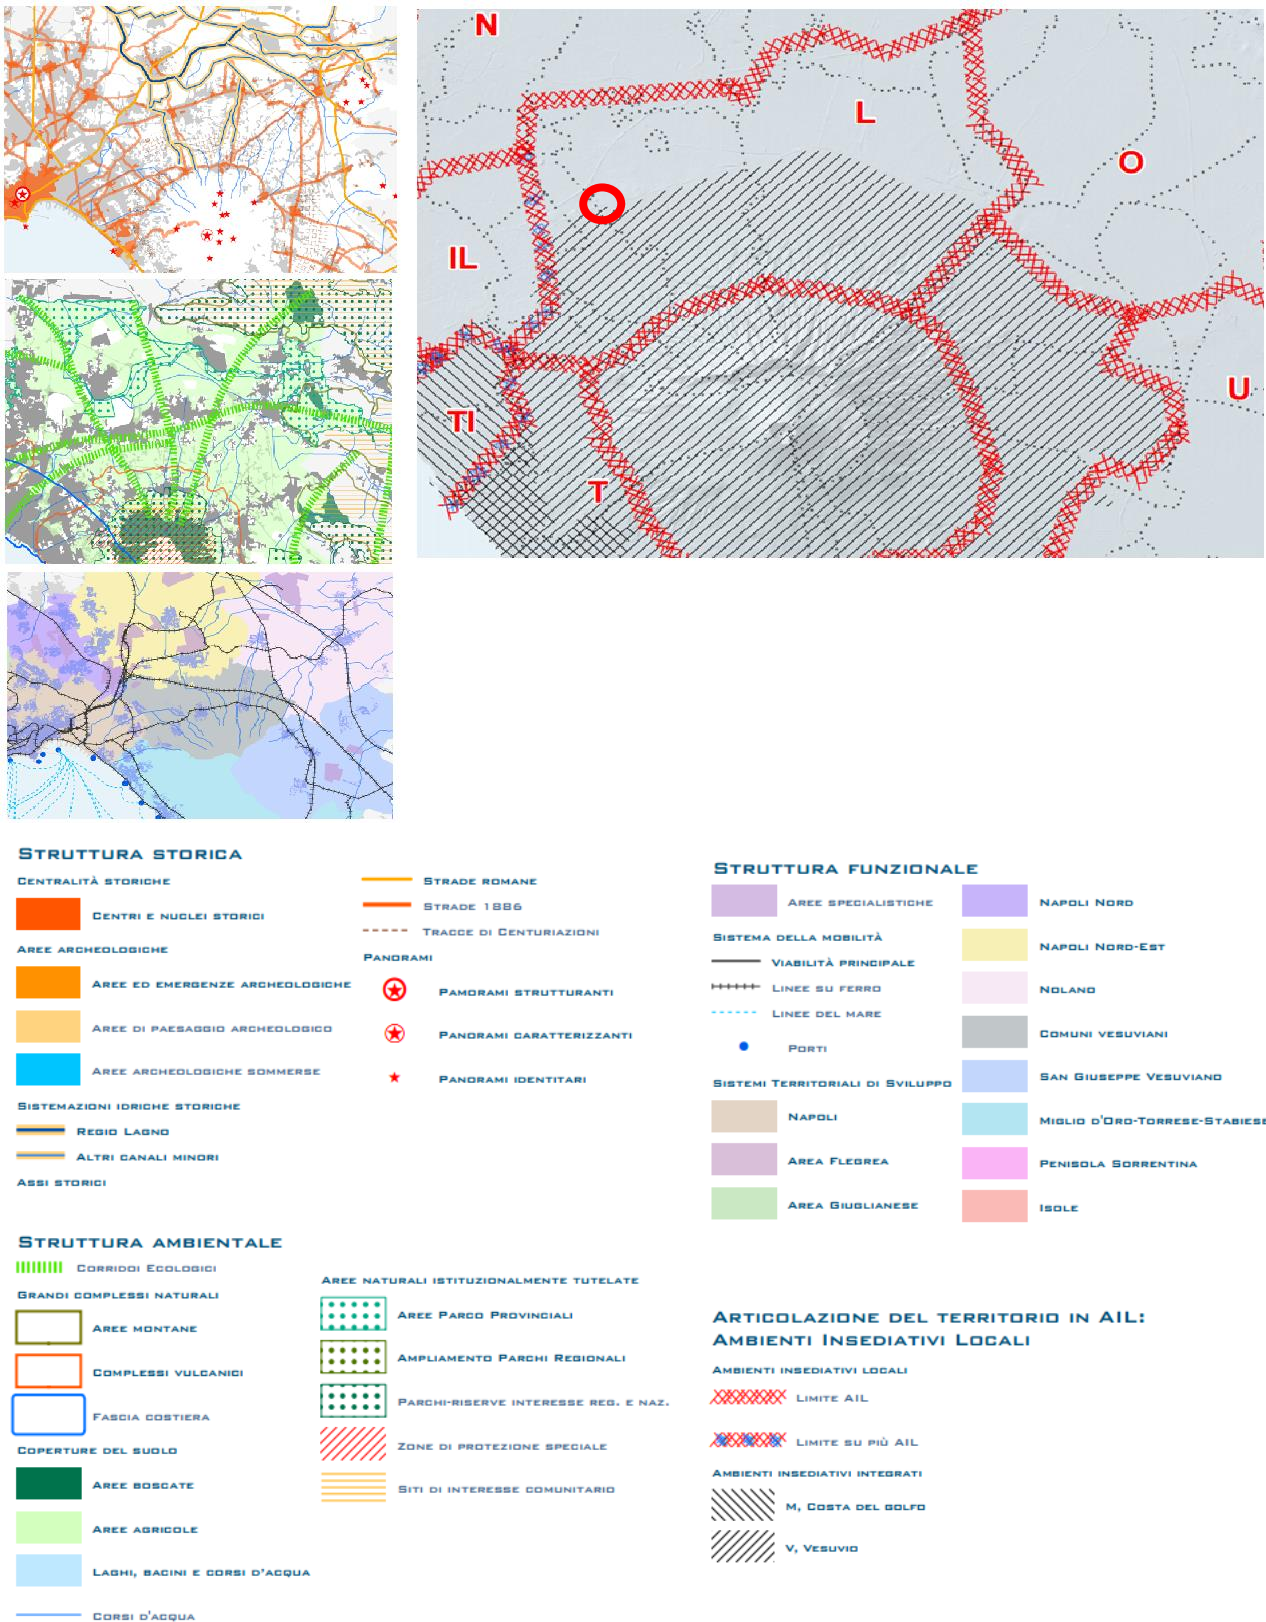 N
L
O
IL
U
TI
T
Struttura storica
Centralità storiche
Centri e nuclei storici
Aree archeologiche
Aree ed emergenze archeologiche
Aree di paesaggio archeologico
Aree archeologiche sommerse
Sistemazioni idriche storiche
Regio Lagno
Altri canali minori
Assi storici
Strade romane
Strade 1886
Tracce di Centuriazioni
Panorami
Pamorami strutturanti
Panorami caratterizzanti
Panorami identitari
Struttura funzionale
Aree specialistiche
Sistema della mobilità
Viabilità principale
Linee su ferro
Linee del mare
Porti
Sistemi Territoriali di Sviluppo
Napoli
Area Flegrea
Area Giuglianese
Napoli Nord
Napoli Nord-Est
Nolano
Comuni vesuviani
San Giuseppe Vesuviano
Miglio d'Oro-Torrese-Stabiese
Penisola Sorrentina
Isole
Struttura ambientale
Corridoi Ecologici
Grandi complessi naturali
Aree montane
Complessi vulcanici
Fascia costiera
Coperture del suolo
Aree boscate
Aree agricole
Laghi, bacini e corsi d'acqua
Corsi d'acqua
Aree naturali istituzionalmente tutelate
Aree Parco Provinciali
Ampliamento Parchi Regionali
Parchi-riserve interesse reg. e naz.
Zone di protezione speciale
Siti di interesse comunitario
Articolazione del territorio in AIL:
Ambienti Insediativi Locali
Ambienti insediativi locali
Limite AIL
Limite su più AIL
Ambienti insediativi integrati
M, Costa del golfo
V, Vesuvio